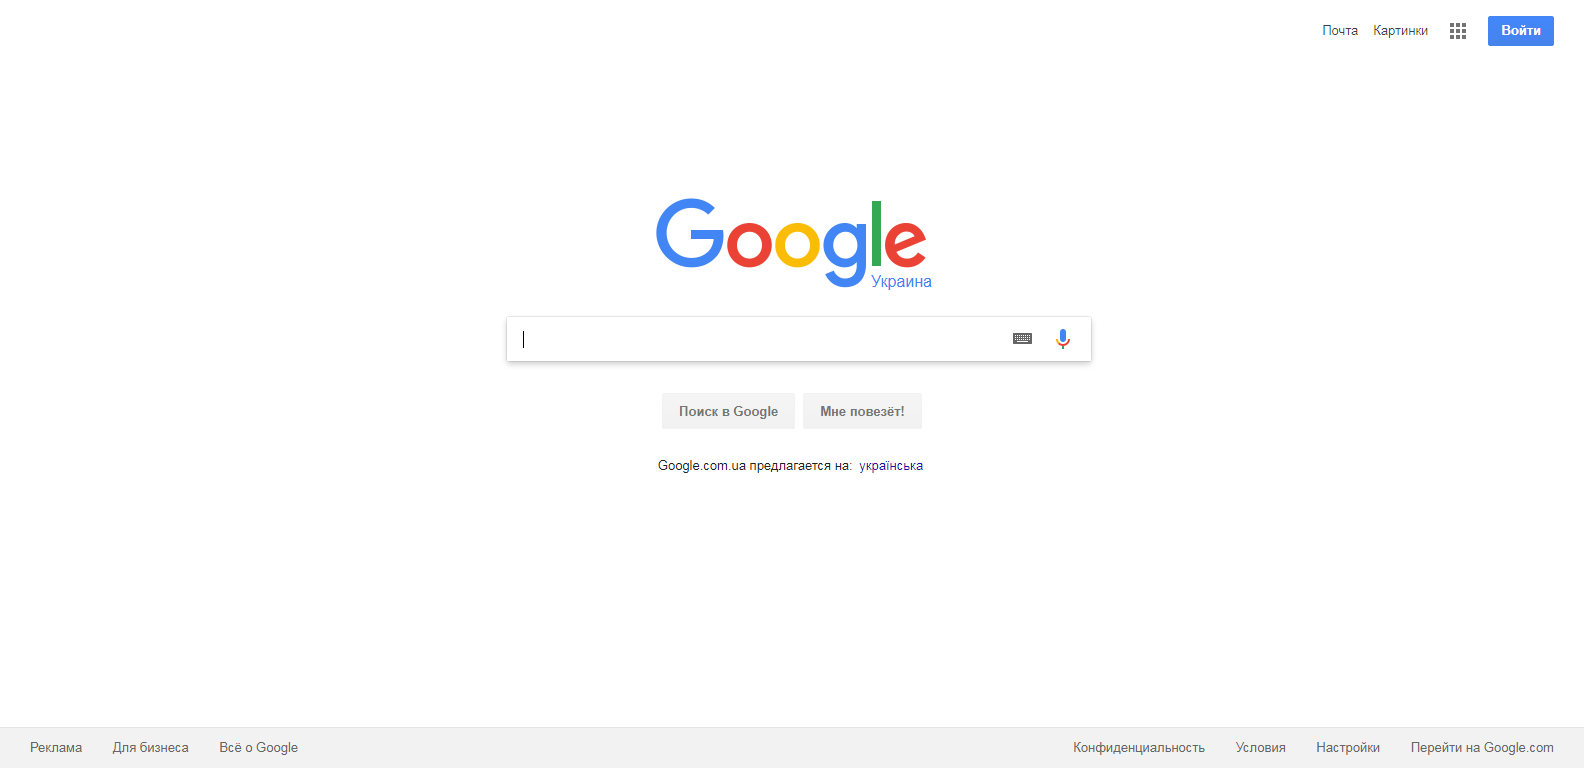 Почта Картинки Войти
Google
Украина
Поиск в Google Мне повезёт!
Google.com.ua предлагается на: українська
Реклама Для бизнеса Всё о Google Конфиденциальность Условия Настройки Перейти на Google.com